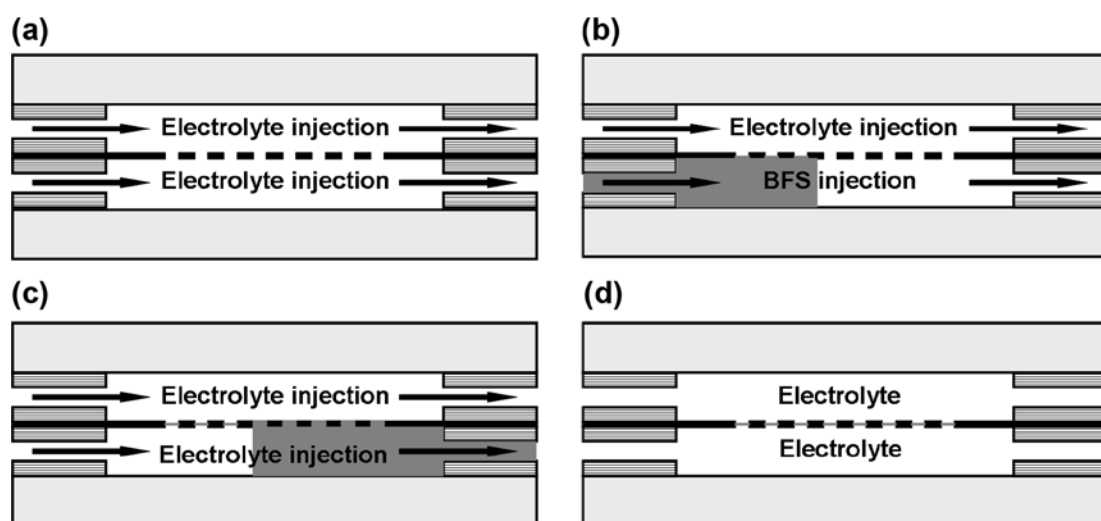 (a)
Electrolyte injection
Electrolyte injection
(b)
Electrolyte injection
BFS injection
(c)
Electrolyte injection
Electrolyte injection
(d)
Electrolyte
Electrolyte